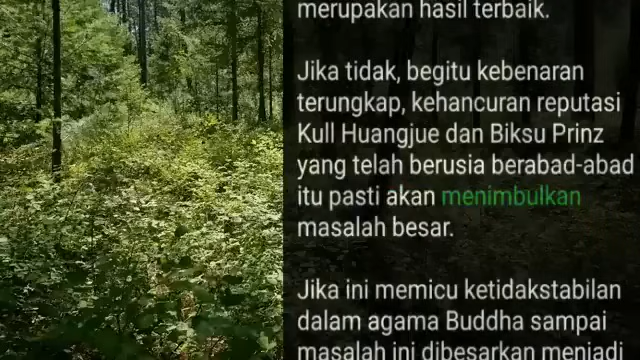 merupakan hasil terbaik.
Jika tidak, begitu kebenaran
terungkap, kehancuran reputasi
Kull Huangjue dan Biksu Prinz
yang telah berusia berabad-abad
itu pasti akan menimbulkan
masalah besar.
Jika ini memicu ketidakstabilan
dalam agama Buddha sampai
masalah ini dibesarkan menjadi